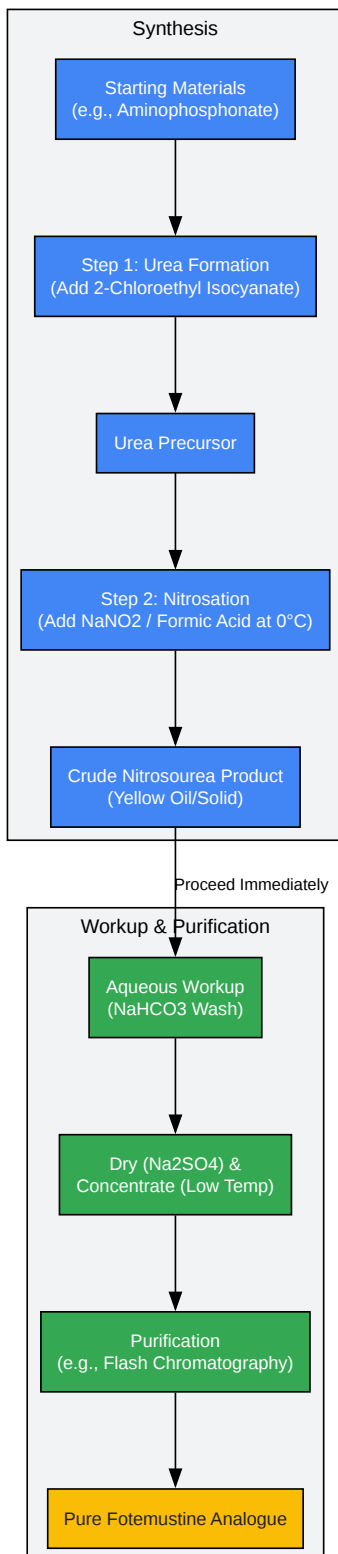 Synthesis
Starting Materials
(e.g., Aminophosphonate)
Step 1: Urea Formation
(Add 2-Chloroethyl Isocyanate)
Urea Precursor
Step 2: Nitrosation
(Add NaNO2 / Formic Acid at 0°C)
Crude Nitrosourea Product
(Yellow Oil/Solid)
Proceed Immediately
Workup & Purification
Aqueous Workup
(NaHCO3 Wash)
Dry (Na2SO4) &
Concentrate (Low Temp)
Purification
(e.g., Flash Chromatography)
Pure Fotemustine Analogue